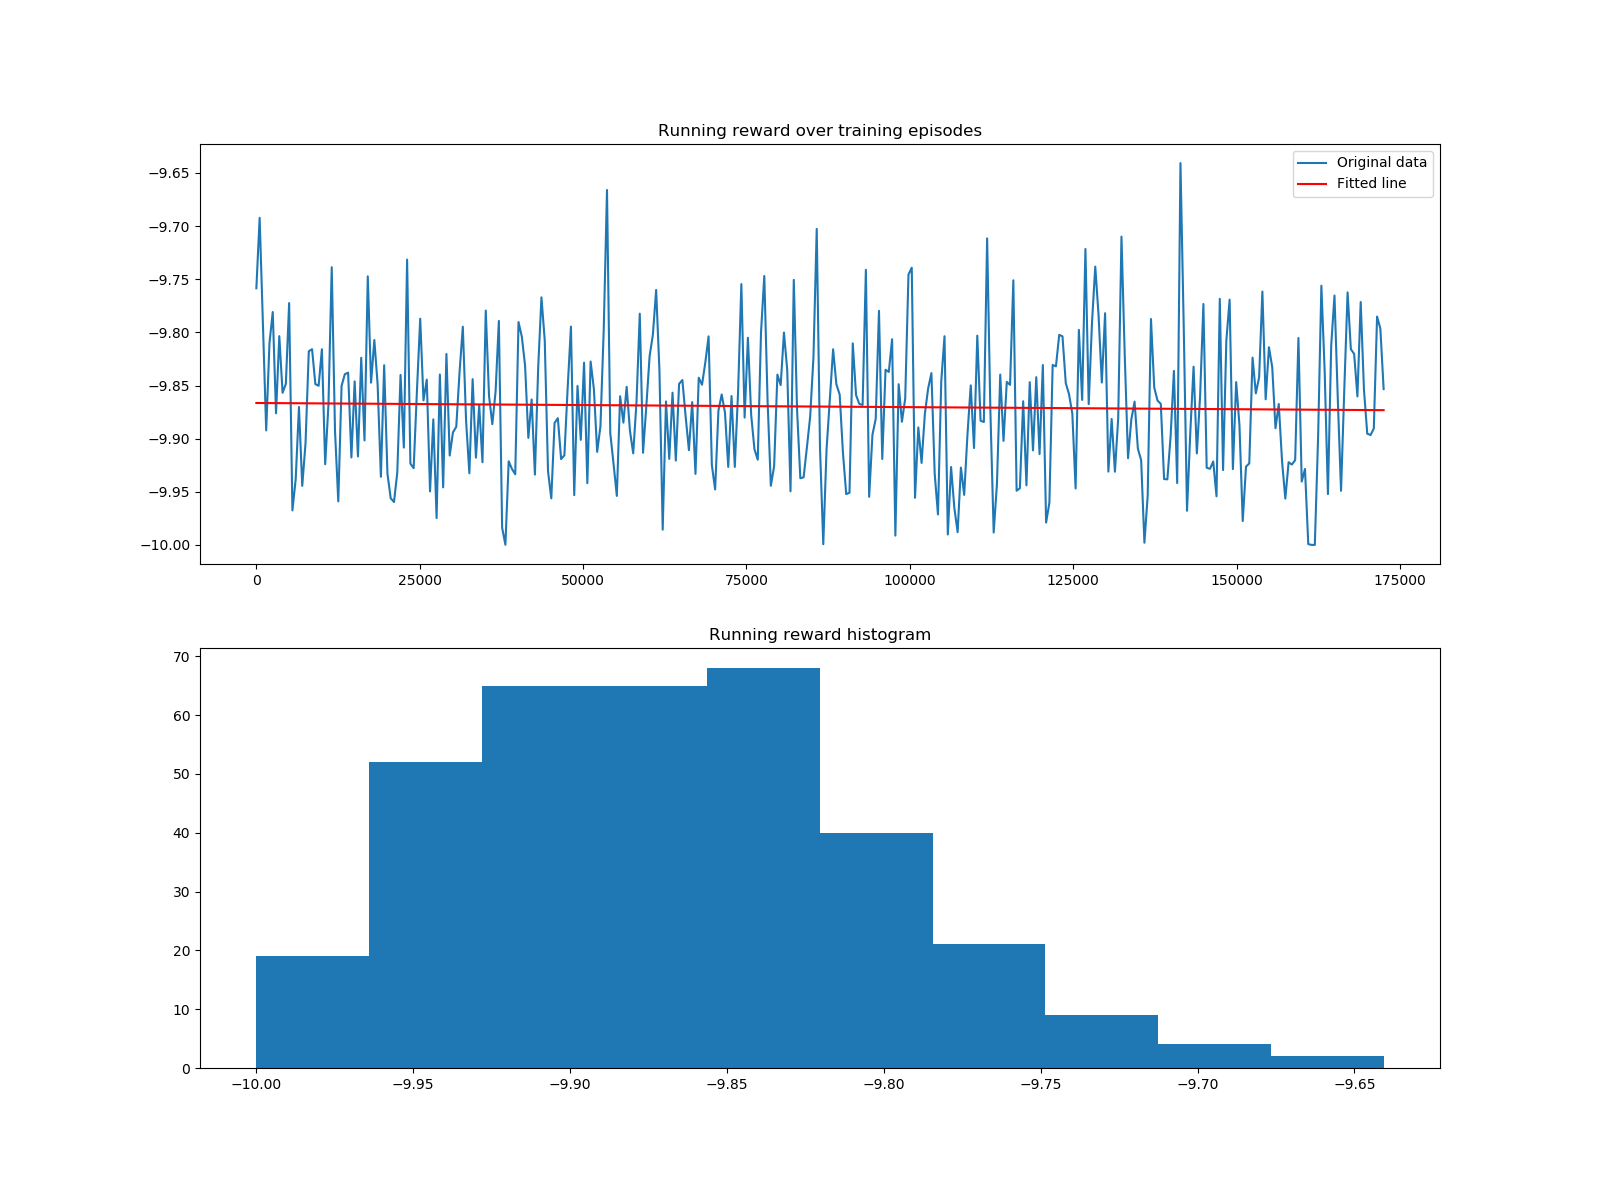 Running reward over training episodes
Original data
Fitted line
−9.65
−9.70
−9.75
−9.80
−9.85
−9.90
−9.95
−10.00
0 25000 50000 75000 100000 125000 150000 175000
Running reward histogram
70
60
50
40
30
20
10
0
−10.00 −9.95 −9.90 −9.85 −9.80 −9.75 −9.70 −9.65